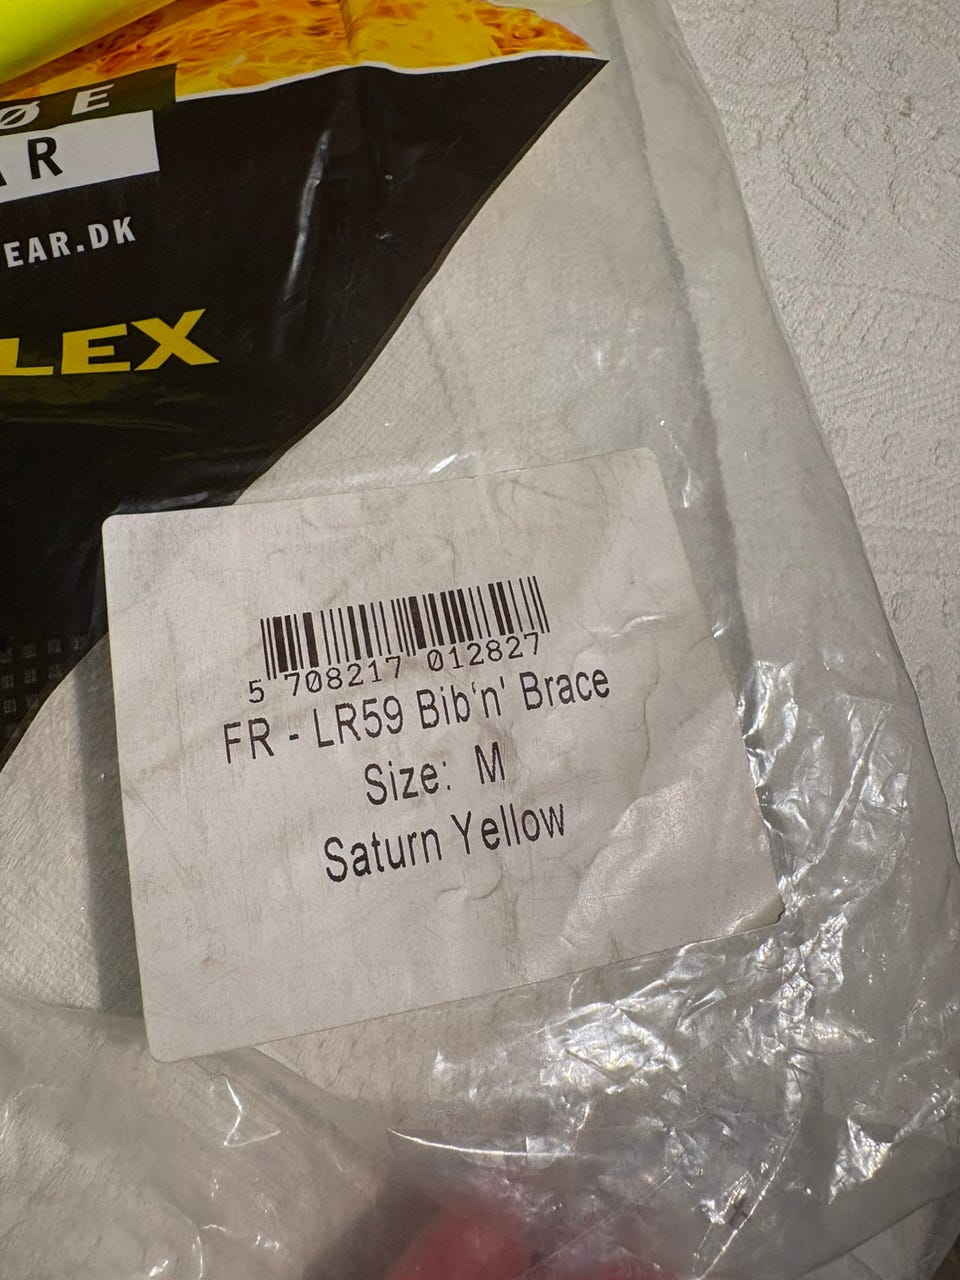 ØE
AR
EAR.DK
LEX
5 708217 012827
FR - LR59 Bib'n' Brace
Size: M
Saturn Yellow